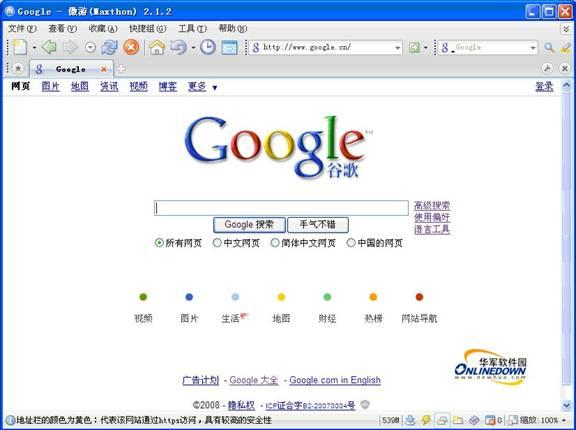 Google - 傲游(Maxthon) 2.1.2
文件(F) 查看(V) 收藏(A) 快捷组(G) 工具(T) 帮助(H)
http://www.google.cn/ Google
Google
网页 图片 地图 资讯 视频 博客 更多 ▼ 登录
Google™
谷歌
高级搜索
使用偏好
语言工具
Google 搜索 手气不错
所有网页 中文网页 简体中文网页 中国的网页
视频 图片 生活 地图 财经 热榜 网站导航
华军软件园
ONLINEDOWN
www.newhua.com
广告计划 - Google 大全 - Google.com in English
©2008 - 隐私权 - ICP证合字B2-20070004号
地址栏的颜色为黄色：代表该网站通过https访问，具有较高的安全性 539M 0 缩放:100%